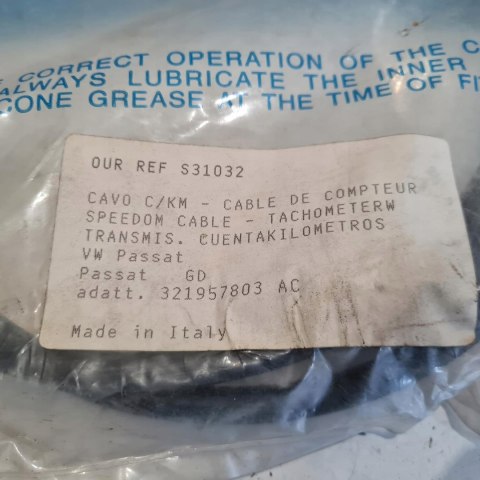 CORRECT OPERATION OF THE
ALWAYS LUBRICATE THE INNER
CONE GREASE AT THE TIME OF
OUR REF S31032
CAVO C/KM - CABLE DE COMPTEUR
SPEEDOM CABLE - TACHOMETERW
TRANSMIS. CUENTAKILOMETROS
VW Passat
Passat GD
adatt. 321957803 AC
Made in Italy